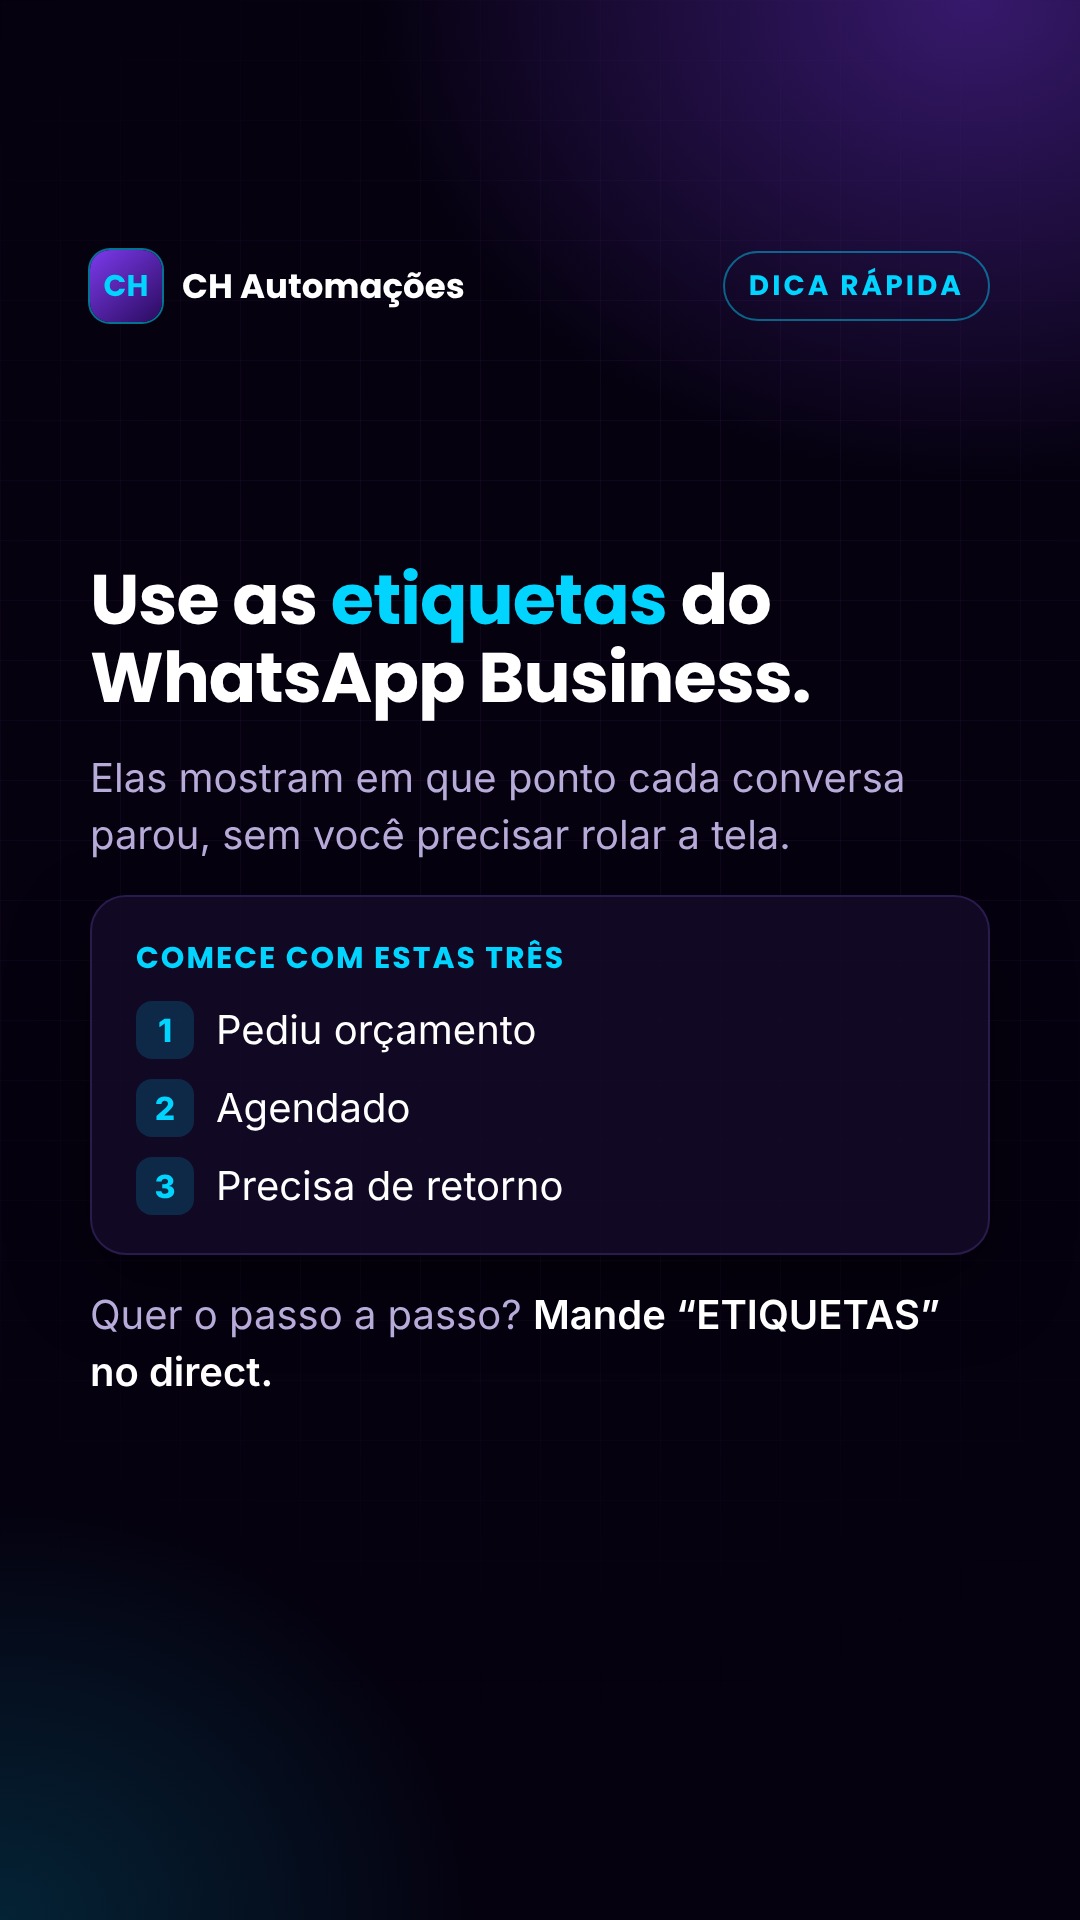 CH
CH Automações
DICA RÁPIDA
Use as etiquetas do
WhatsApp Business.
Elas mostram em que ponto cada conversa
parou, sem você precisar rolar a tela.
COMECE COM ESTAS TRÊS
1 Pediu orçamento
2 Agendado
3 Precisa de retorno
Quer o passo a passo? Mande “ETIQUETAS”
no direct.